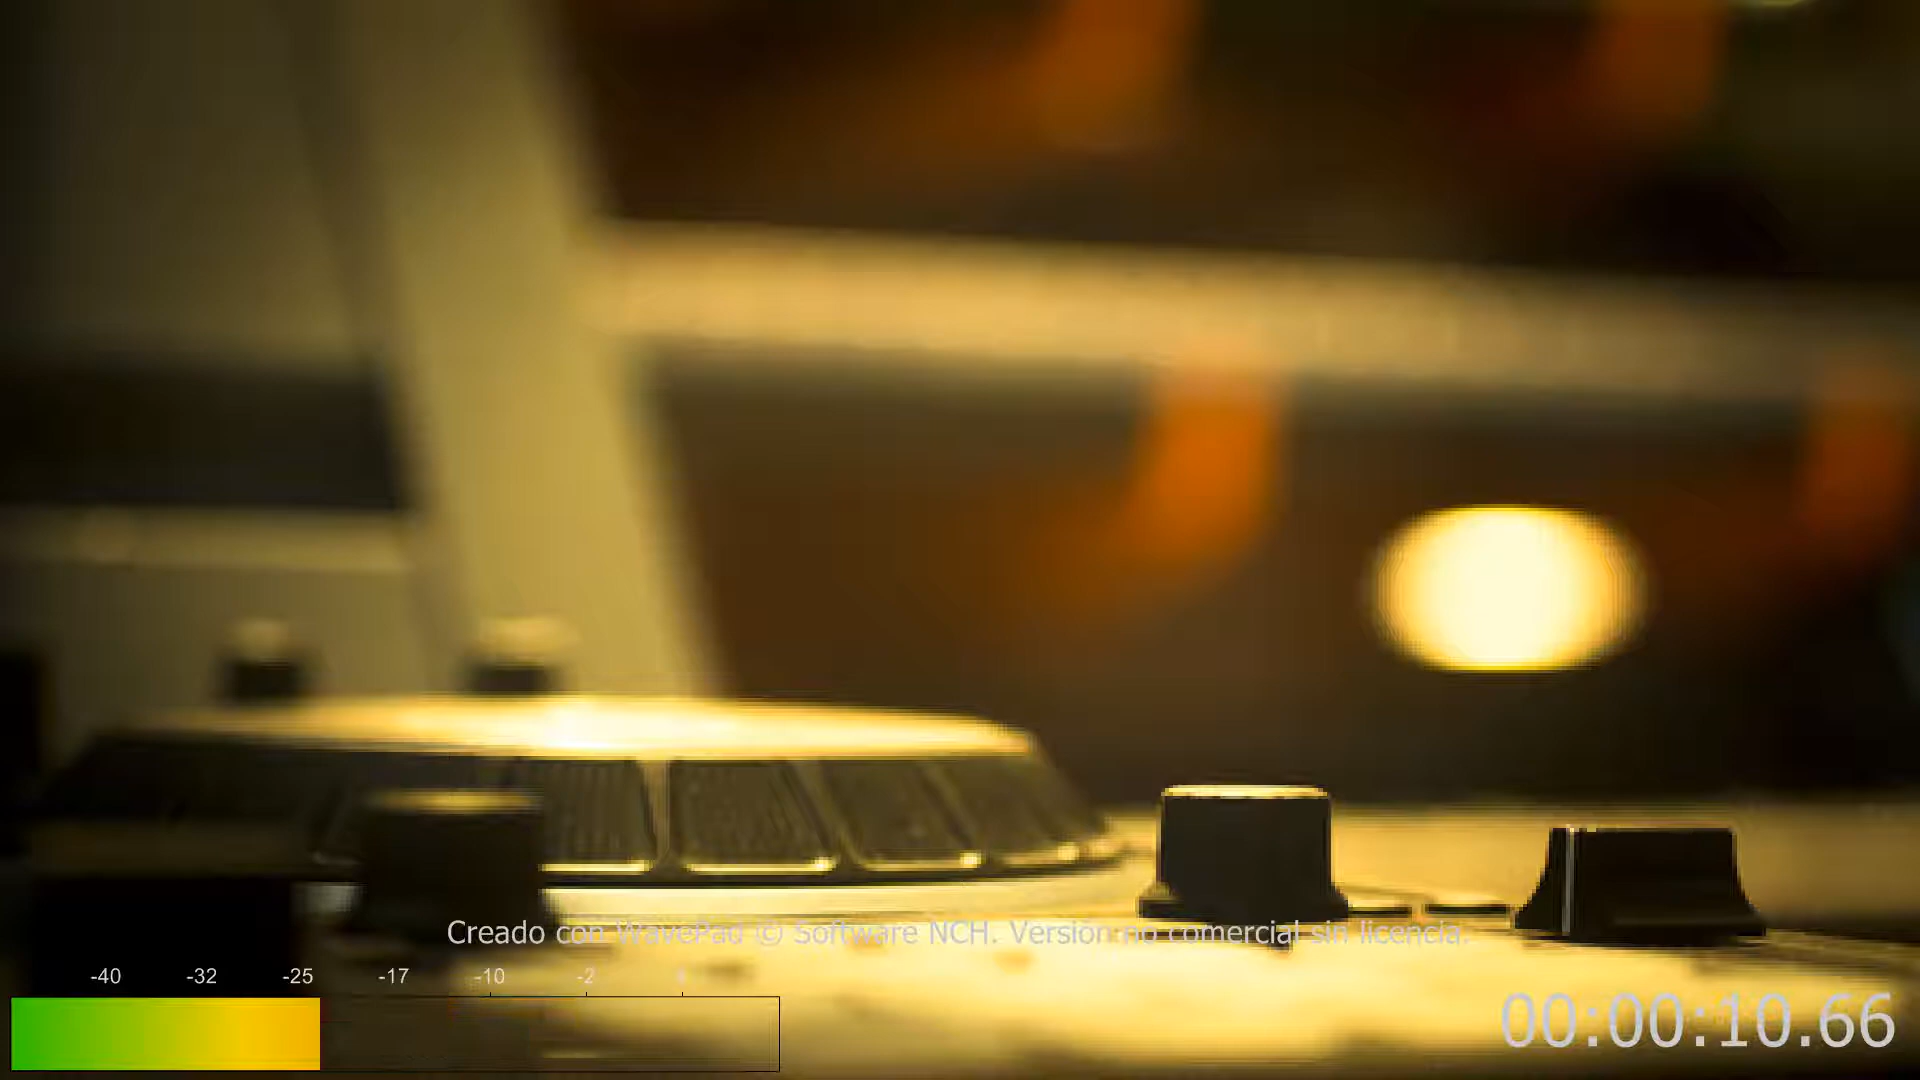 Creado con WavePad © Software NCH. Version no comercial sin licencia.
-40 -32 -25 -17 -10 -2
00:00:10.66